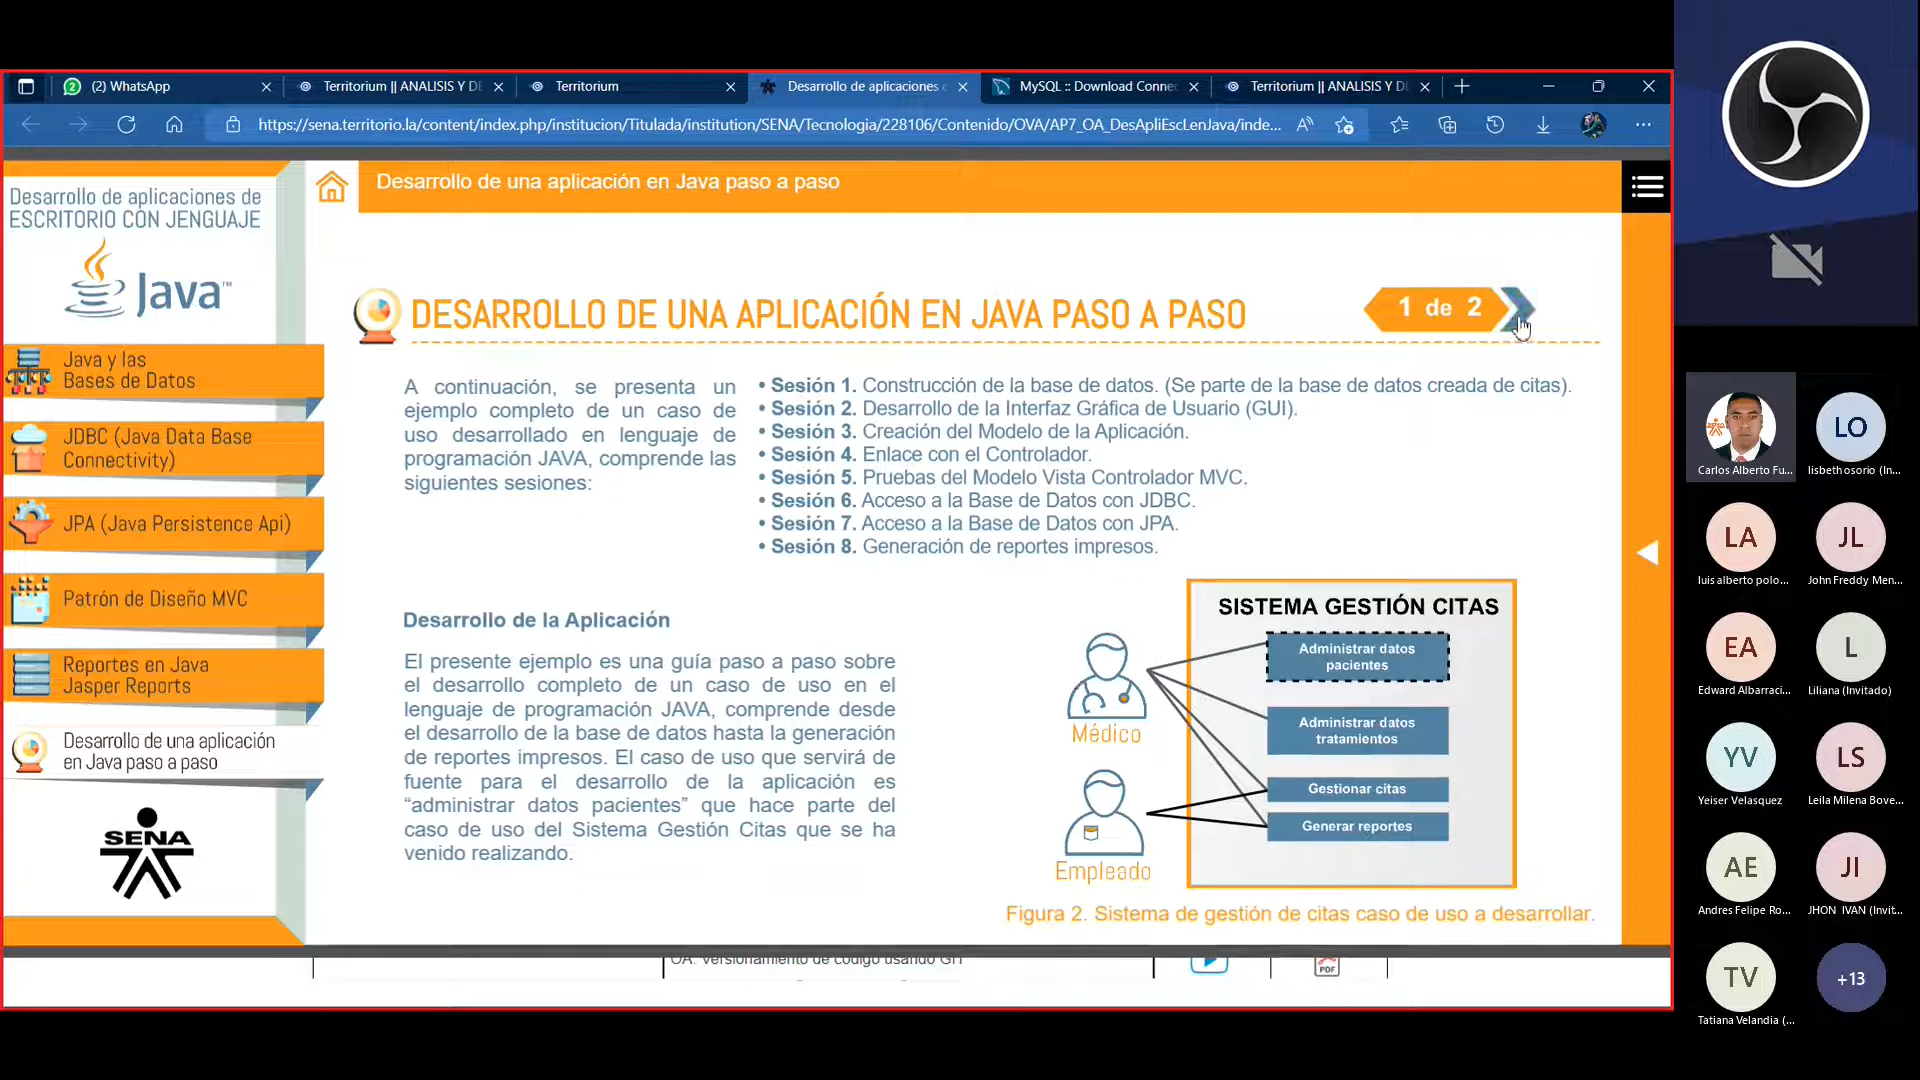 (2) WhatsApp
Territorium || ANALISIS Y DE
Territorium
Desarrollo de aplicaciones
MySQL :: Download Connec
Territorium || ANALISIS Y DE
https://sena.territorio.la/content/index.php/institucion/Titulada/institution/SENA/Tecnologia/228106/Contenido/OVA/AP7_OA_DesApliEscLenJava/inde...
Desarrollo de aplicaciones de
ESCRITORIO CON JENGUAJE
Java™
Java y las
Bases de Datos
JDBC (Java Data Base
Connectivity)
JPA (Java Persistence Api)
Patrón de Diseño MVC
Reportes en Java
Jasper Reports
Desarrollo de una aplicación
en Java paso a paso
SENA
Desarrollo de una aplicación en Java paso a paso
DESARROLLO DE UNA APLICACIÓN EN JAVA PASO A PASO
1 de 2
A continuación, se presenta un
ejemplo completo de un caso de
uso desarrollado en lenguaje de
programación JAVA, comprende las
siguientes sesiones:
• Sesión 1. Construcción de la base de datos. (Se parte de la base de datos creada de citas).
• Sesión 2. Desarrollo de la Interfaz Gráfica de Usuario (GUI).
• Sesión 3. Creación del Modelo de la Aplicación.
• Sesión 4. Enlace con el Controlador.
• Sesión 5. Pruebas del Modelo Vista Controlador MVC.
• Sesión 6. Acceso a la Base de Datos con JDBC.
• Sesión 7. Acceso a la Base de Datos con JPA.
• Sesión 8. Generación de reportes impresos.
Desarrollo de la Aplicación
El presente ejemplo es una guía paso a paso sobre
el desarrollo completo de un caso de uso en el
lenguaje de programación JAVA, comprende desde
el desarrollo de la base de datos hasta la generación
de reportes impresos. El caso de uso que servirá de
fuente para el desarrollo de la aplicación es
“administrar datos pacientes” que hace parte del
caso de uso del Sistema Gestión Citas que se ha
venido realizando.
SISTEMA GESTIÓN CITAS
Administrar datos
pacientes
Administrar datos
tratamientos
Gestionar citas
Generar reportes
Médico
Empleado
Figura 2. Sistema de gestión de citas caso de uso a desarrollar.
OA. Versionamiento de código usando GIT
PDF
Carlos Alberto Fu...
LO
lisbeth osorio (In...
LA
luis alberto polo...
JL
John Freddy Men...
EA
Edward Albarraci...
L
Liliana (Invitado)
YV
Yeiser Velasquez
LS
Leila Milena Bove...
AE
Andres Felipe Ro...
JI
JHON IVAN (Invit...
TV
Tatiana Velandia (...
+13